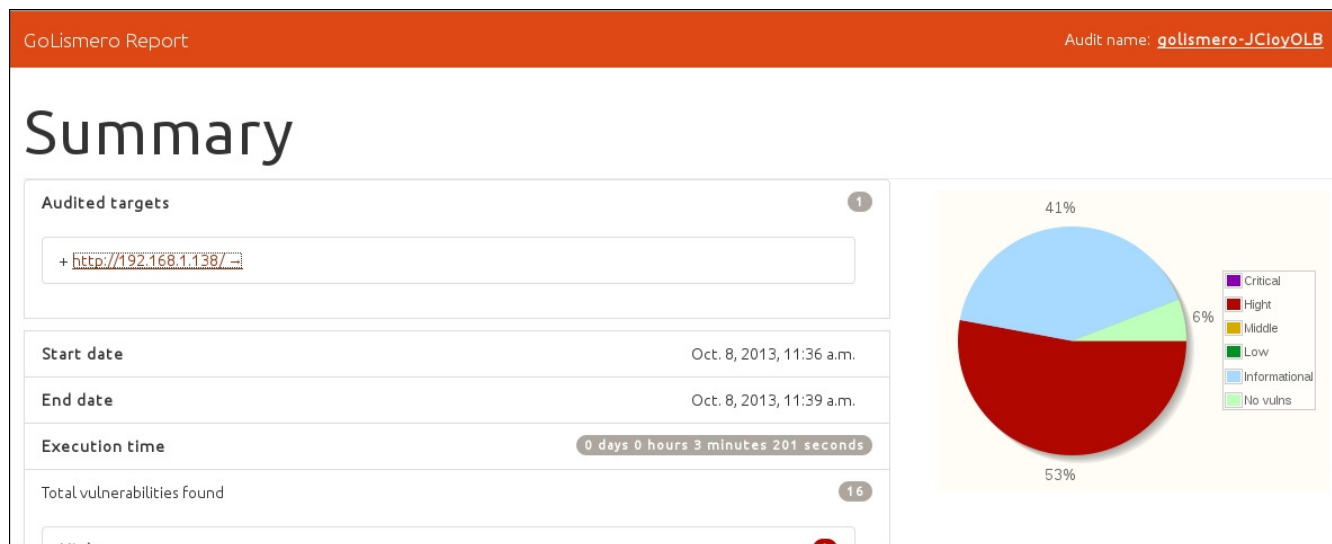 GoLismero Report
Audit name: golismero-JCioyOLB
Summary
Audited targets 1
+ http://192.168.1.138/ →
Start date Oct. 8, 2013, 11:36 a.m.
End date Oct. 8, 2013, 11:39 a.m.
Execution time 0 days 0 hours 3 minutes 201 seconds
Total vulnerabilities found 16
41%
6%
53%
Critical
Hight
Middle
Low
Informational
No vulns